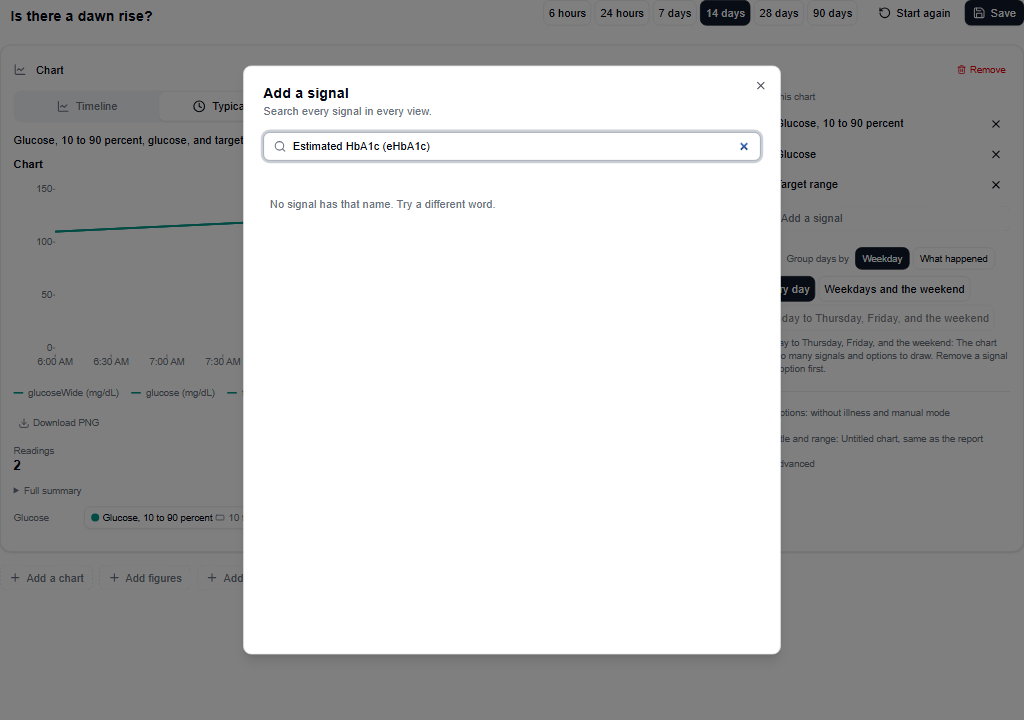 Is there a dawn rise?
6 hours
24 hours
7 days
14 days
28 days
90 days
Start again
Save
Chart
Remove
Timeline
Typica
Glucose, 10 to 90 percent, glucose, and target
Chart
150
100
50
0
6:00 AM
6:30 AM
7:00 AM
7:30 AM
glucoseWide (mg/dL)
glucose (mg/dL)
Download PNG
Readings
2
Full summary
Glucose
Glucose, 10 to 90 percent
10
Add a chart
Add figures
Add
Add a signal
Search every signal in every view.
Estimated HbA1c (eHbA1c)
No signal has that name. Try a different word.
his chart
Glucose, 10 to 90 percent
Glucose
Target range
Add a signal
Group days by
Weekday
What happened
ry day
Weekdays and the weekend
day to Thursday, Friday, and the weekend
ay to Thursday, Friday, and the weekend: The chart
o many signals and options to draw. Remove a signal
option first.
ptions: without illness and manual mode
tle and range: Untitled chart, same as the report
dvanced